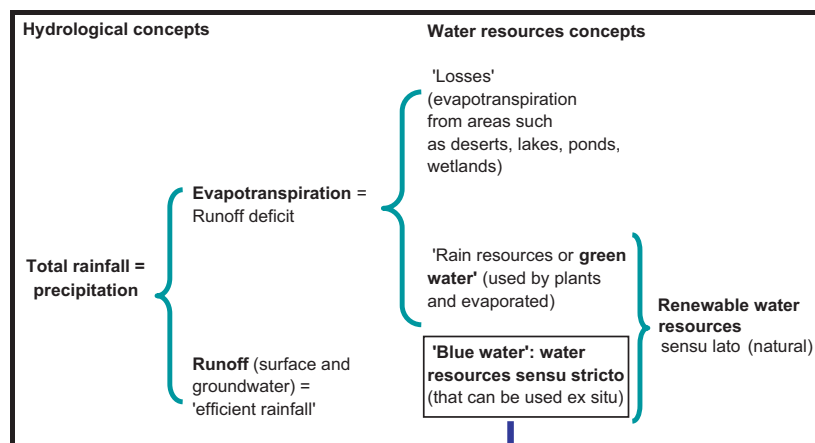 Hydrological concepts
Water resources concepts
'Losses'
(evapotranspiration
from areas such
as deserts, lakes, ponds,
wetlands)
Evapotranspiration =
Runoff deficit
'Rain resources or green
water' (used by plants
and evaporated)
Total rainfall =
precipitation
Renewable water
resources
sensu lato (natural)
Runoff (surface and
groundwater) =
'efficient rainfall'
'Blue water': water
resources sensu stricto
(that can be used ex situ)